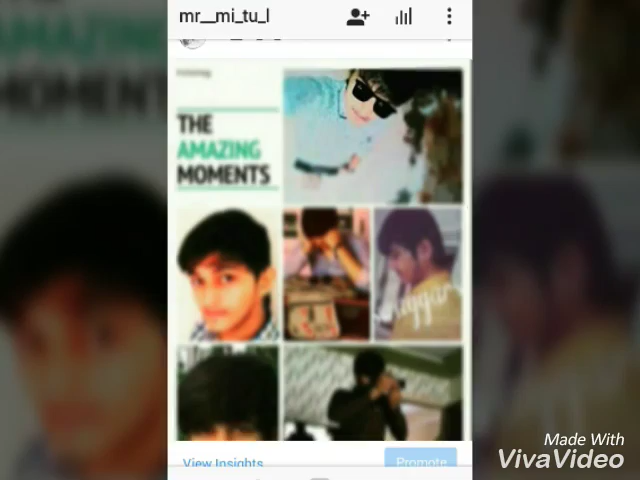 mr__mi_tu_l
THE
AMAZING
MOMENTS
View Insights
Promote
Made With
VivaVideo